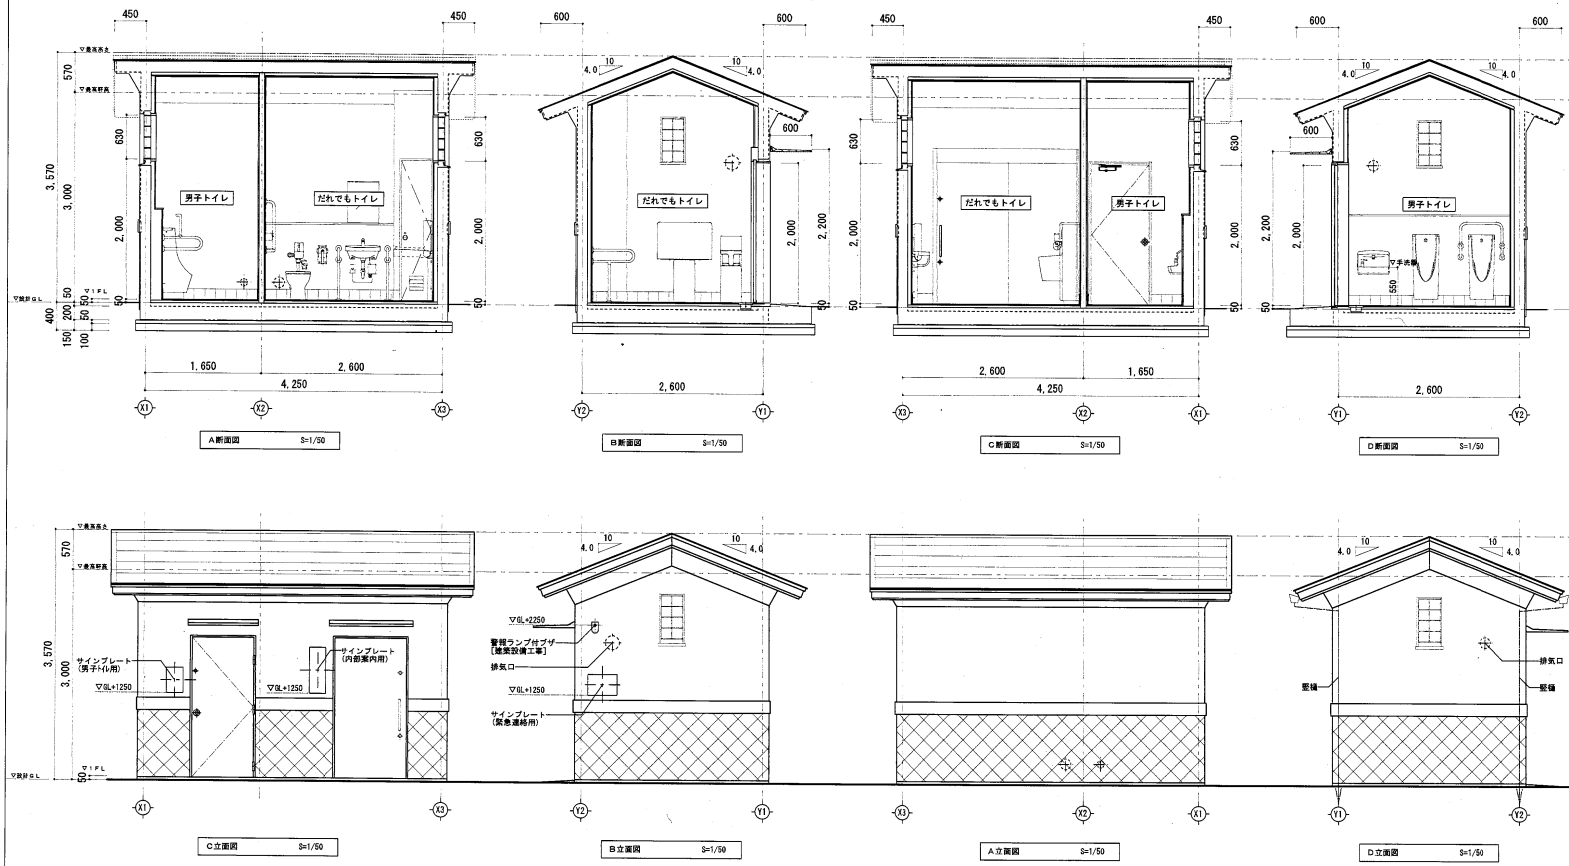 450
450
600
600
450
450
600
600
▽最高高さ
570
▽最高軒高
10
4.0
10
4.0
10
4.0
10
4.0
630
630
600
630
630
600
3,570
3,000
2,000
2,000
2,000
2,200
2,000
2,000
2,200
2,000
男子トイレ
だれでもトイレ
だれでもトイレ
だれでもトイレ
男子トイレ
男子トイレ
▽手洗器
550
▽1FL
▽設計GL
50
50
200
50
400
150
100
50
50
50
50
50
50
1,650
2,600
4,250
2,600
2,600
1,650
4,250
2,600
X1
X2
X3
Y2
Y1
X3
X2
X1
Y1
Y2
A断面図 S=1/50
B断面図 S=1/50
C断面図 S=1/50
D断面図 S=1/50
▽最高高さ
570
▽最高軒高
3,570
3,000
10
4.0
10
4.0
10
4.0
10
4.0
サインプレート
(男子トイレ用)
▽GL+1250
サインプレート
(内部案内用)
▽GL+1250
▽GL+2250
警報ランプ付ブザ
[建築設備工事]
排気口
▽GL+1250
サインプレート
(緊急連絡用)
排気口
竪樋
竪樋
▽1FL
▽設計GL
50
X1
X3
Y2
Y1
X3
X2
X1
Y1
Y2
C立面図 S=1/50
B立面図 S=1/50
A立面図 S=1/50
D立面図 S=1/50